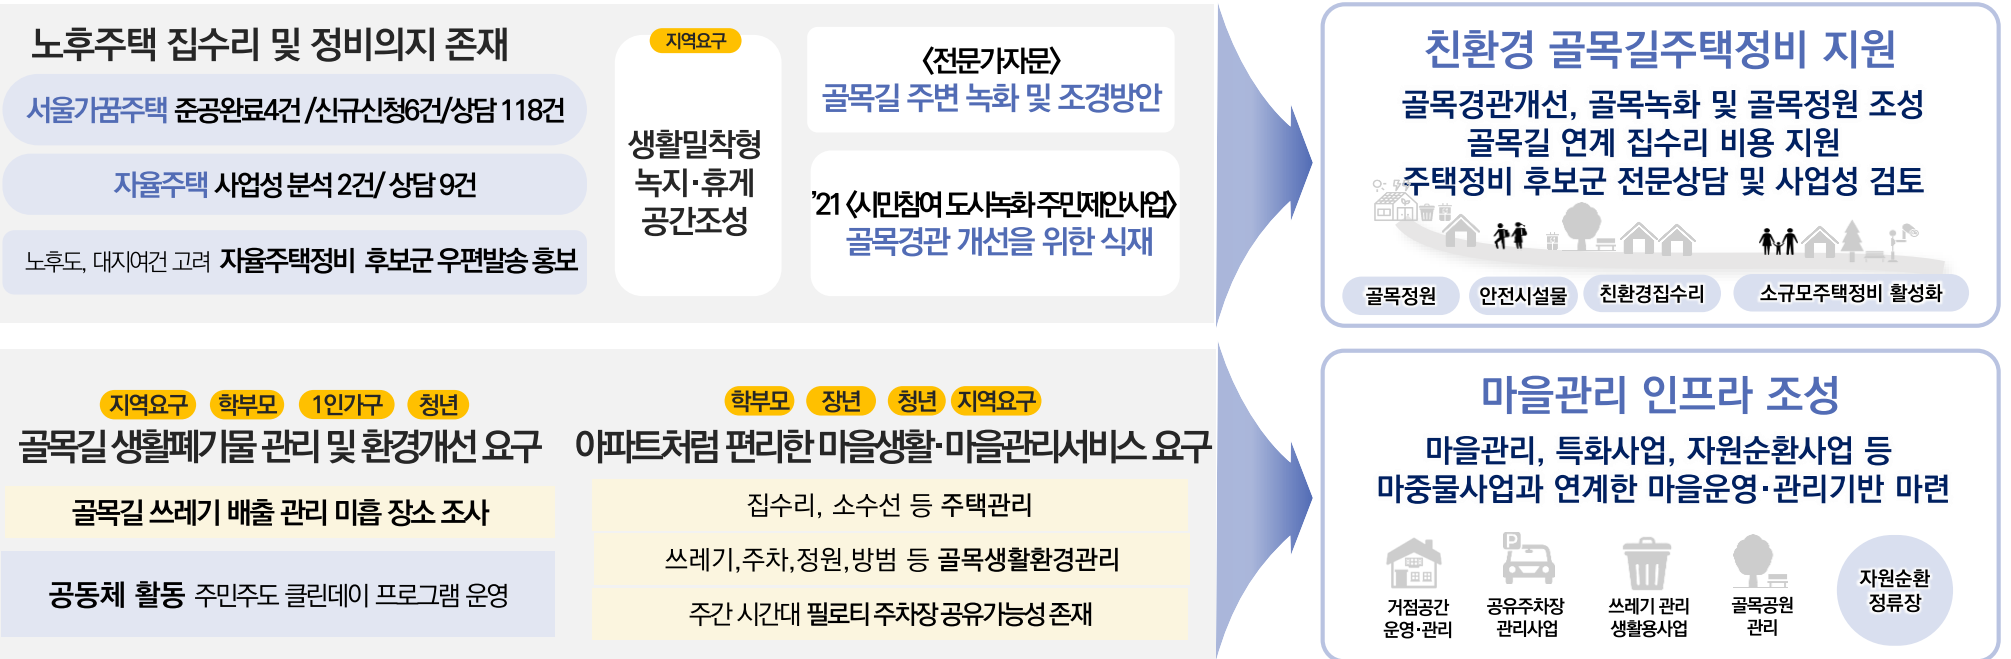 노후주택 집수리 및 정비의지 존재
서울가꿈주택 준공완료4건 /신규신청6건/상담 118건
자율주택 사업성 분석 2건/ 상담 9건
노후도, 대지여건 고려 자율주택정비 후보군 우편발송 홍보
지역요구
생활밀착형
녹지·휴게
공간조성
<전문가자문>
골목길 주변 녹화 및 조경방안
'21 <시민참여 도시녹화 주민제안사업>
골목경관 개선을 위한 식재
친환경 골목길주택정비 지원
골목경관개선, 골목녹화 및 골목정원 조성
골목길 연계 집수리 비용 지원
주택정비 후보군 전문상담 및 사업성 검토
골목정원
안전시설물
친환경집수리
소규모주택정비 활성화
지역요구 학부모 1인가구 청년
골목길 생활폐기물 관리 및 환경개선 요구
골목길 쓰레기 배출 관리 미흡 장소 조사
공동체 활동 주민주도 클린데이 프로그램 운영
학부모 장년 청년 지역요구
아파트처럼 편리한 마을생활·마을관리서비스 요구
집수리, 소수선 등 주택관리
쓰레기,주차,정원,방범 등 골목생활환경관리
주간 시간대 필로티 주차장 공유가능성 존재
마을관리 인프라 조성
마을관리, 특화사업, 자원순환사업 등
마중물사업과 연계한 마을운영·관리기반 마련
거점공간
운영·관리
P
공유주차장
관리사업
쓰레기 관리
생활용사업
골목공원
관리
자원순환
정류장